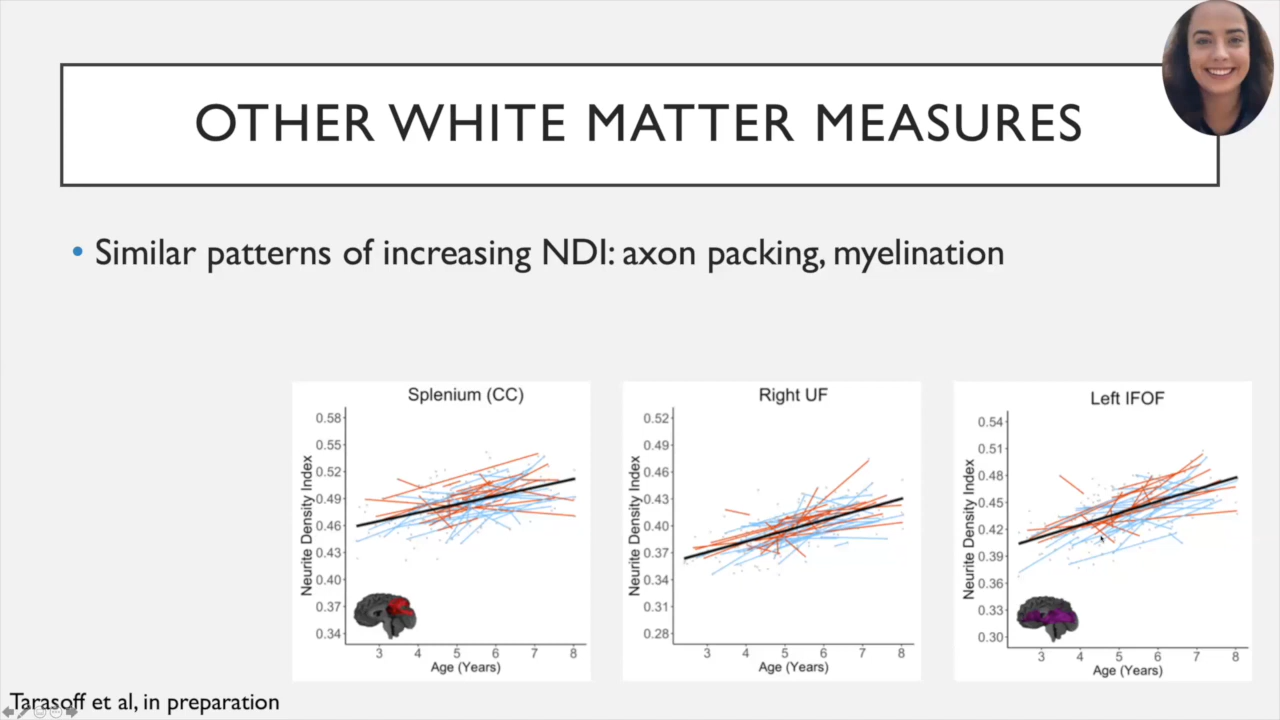 OTHER WHITE MATTER MEASURES
• Similar patterns of increasing NDI: axon packing, myelination
Splenium (CC)
Neurite Density Index
0.58
0.55
0.52
0.49
0.46
0.43
0.40
0.37
0.34
3 4 5 6 7 8
Age (Years)
Right UF
Neurite Density Index
0.52
0.49
0.46
0.43
0.40
0.37
0.34
0.31
0.28
3 4 5 6 7 8
Age (Years)
Left IFOF
Neurite Density Index
0.54
0.51
0.48
0.45
0.42
0.39
0.36
0.33
0.30
3 4 5 6 7 8
Age (Years)
Tarasoff et al, in preparation